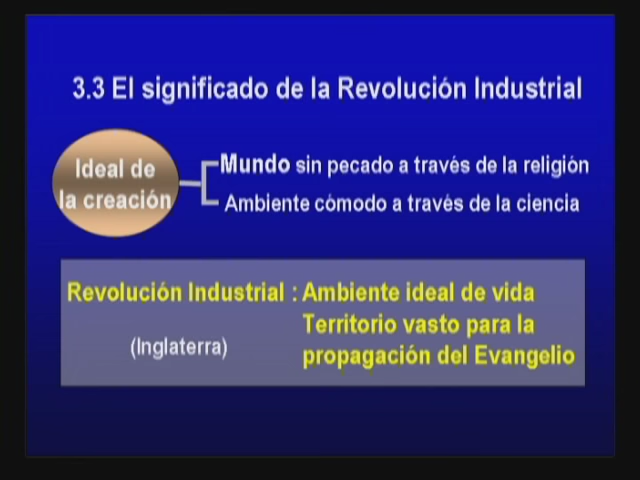 3.3 El significado de la Revolución Industrial
Ideal de
la creación
Mundo sin pecado a través de la religión
Ambiente cómodo a través de la ciencia
Revolución Industrial : Ambiente ideal de vida
(Inglaterra)
Territorio vasto para la
propagación del Evangelio